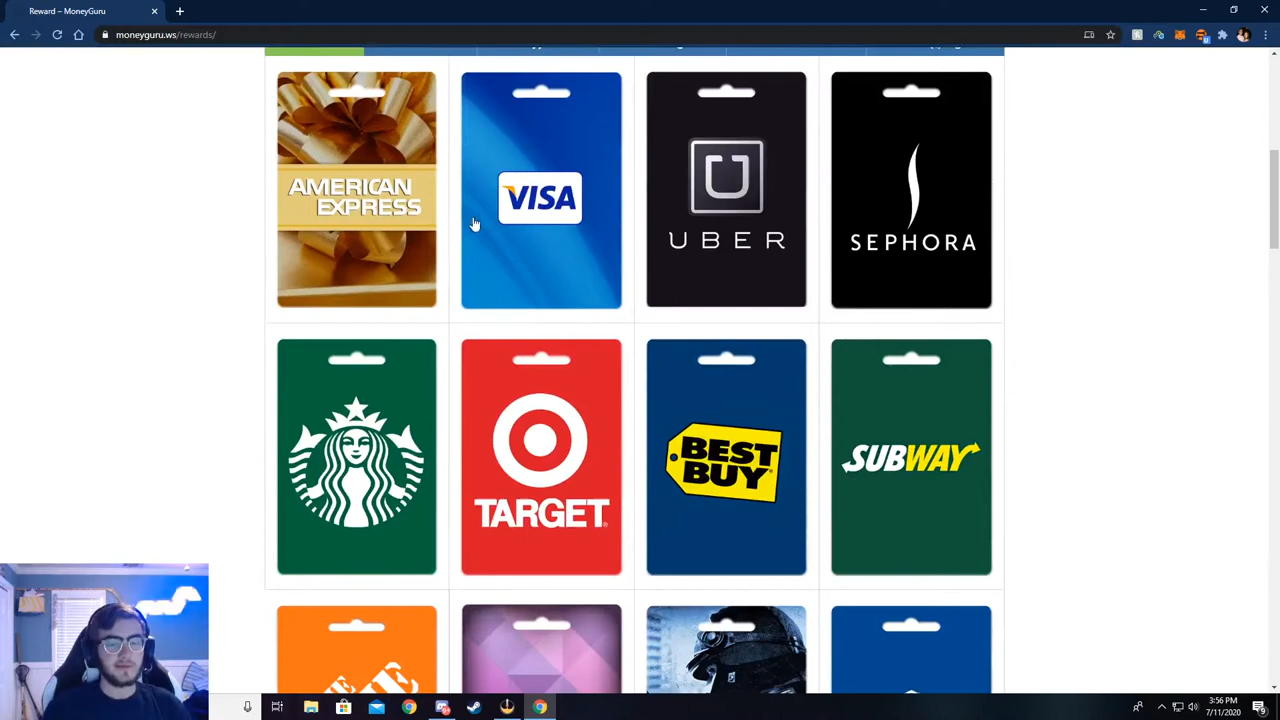 Reward – MoneyGuru
moneyguru.ws/rewards/
AMERICAN
EXPRESS
VISA
U
UBER
SEPHORA
TARGET
BEST
BUY
SUBWAY
3:56 PM
7/11/2020